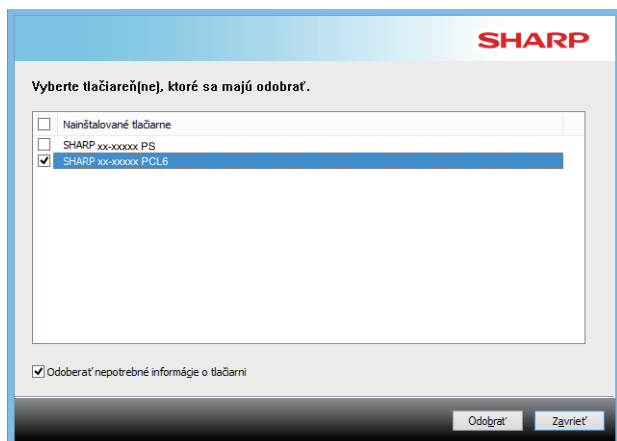 SHARP
Vyberte tlačiareň(ne), ktoré sa majú odobrať.
Nainštalované tlačiarne
SHARP xx-xxxxx PS
SHARP xx-xxxxx PCL6
Odoberať nepotrebné informácie o tlačiarni
Odobrať Zavrieť